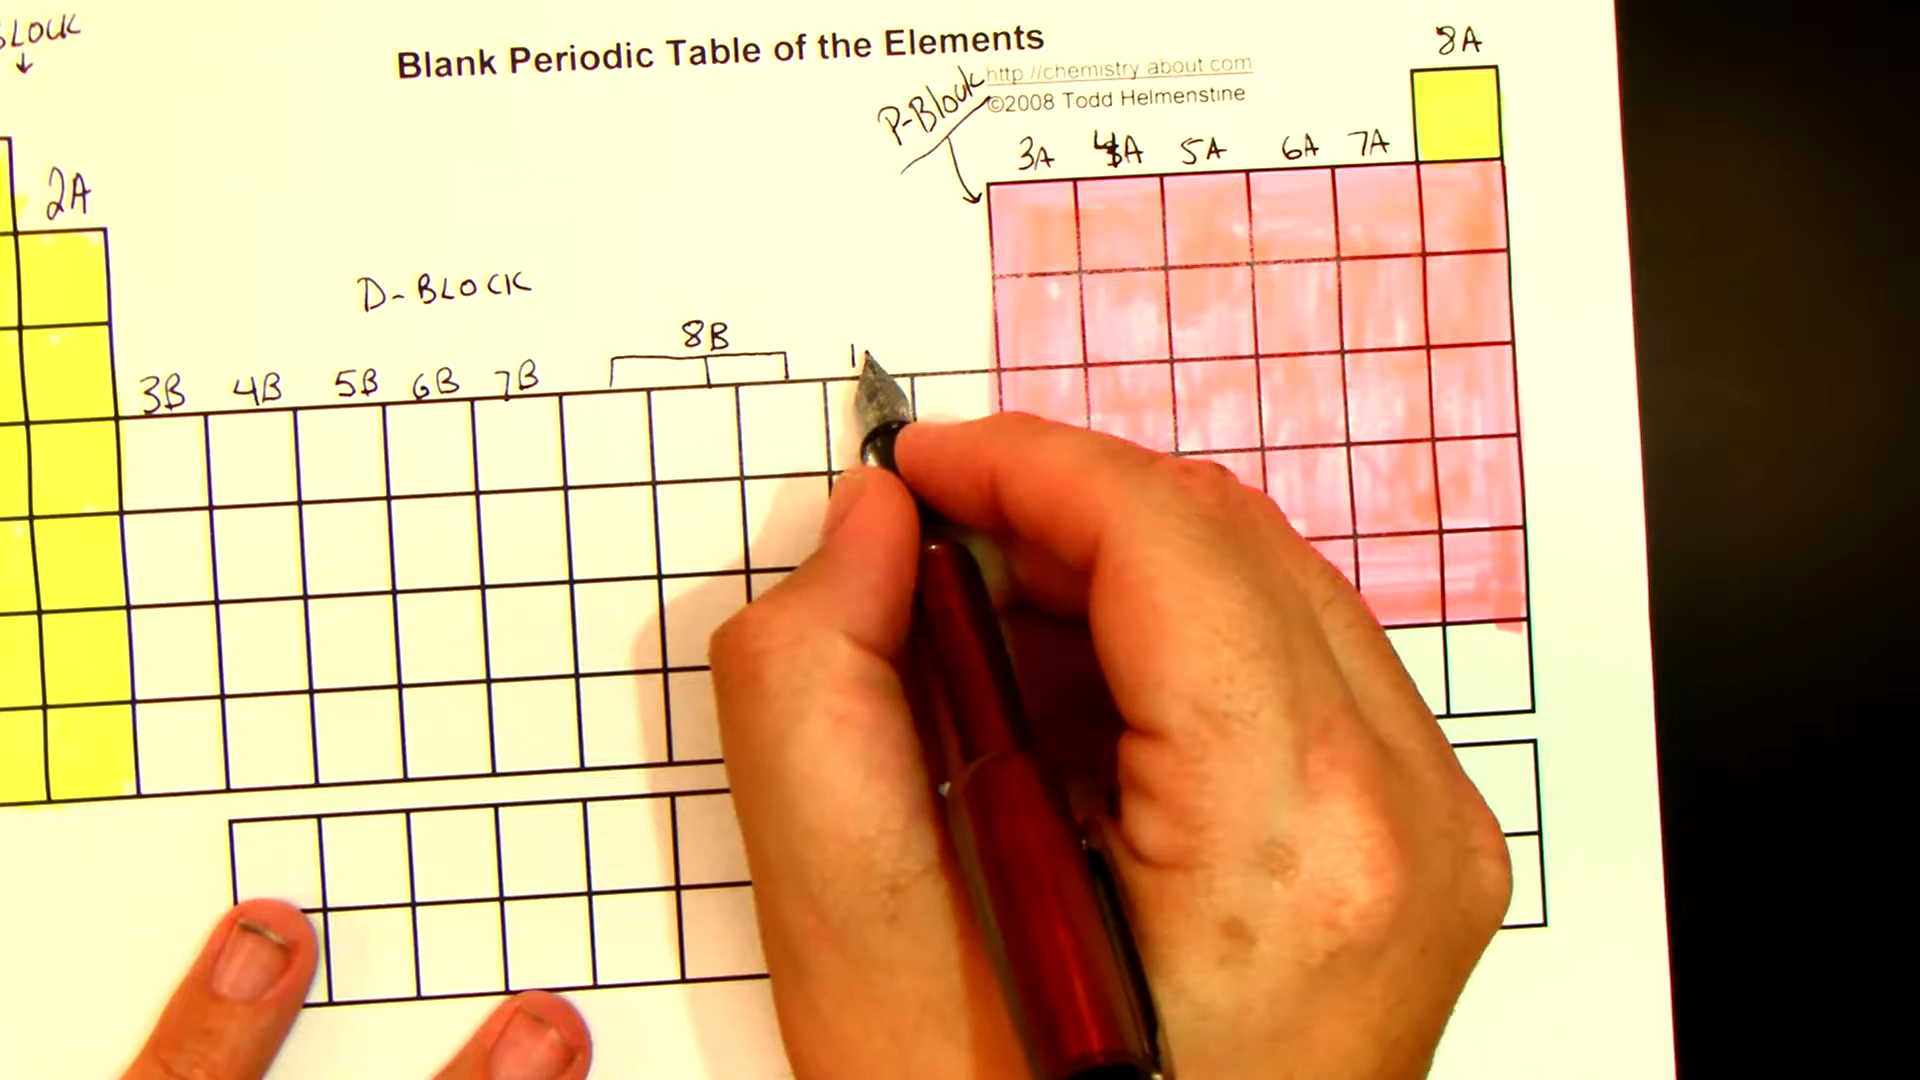 BLOCK
Blank Periodic Table of the Elements
http //chemistry about com
©2008 Todd Helmenstine
P-Block
8A
3A 4A 5A 6A 7A
2A
D-BLOCK
8B
3B 4B 5B 6B 7B
1